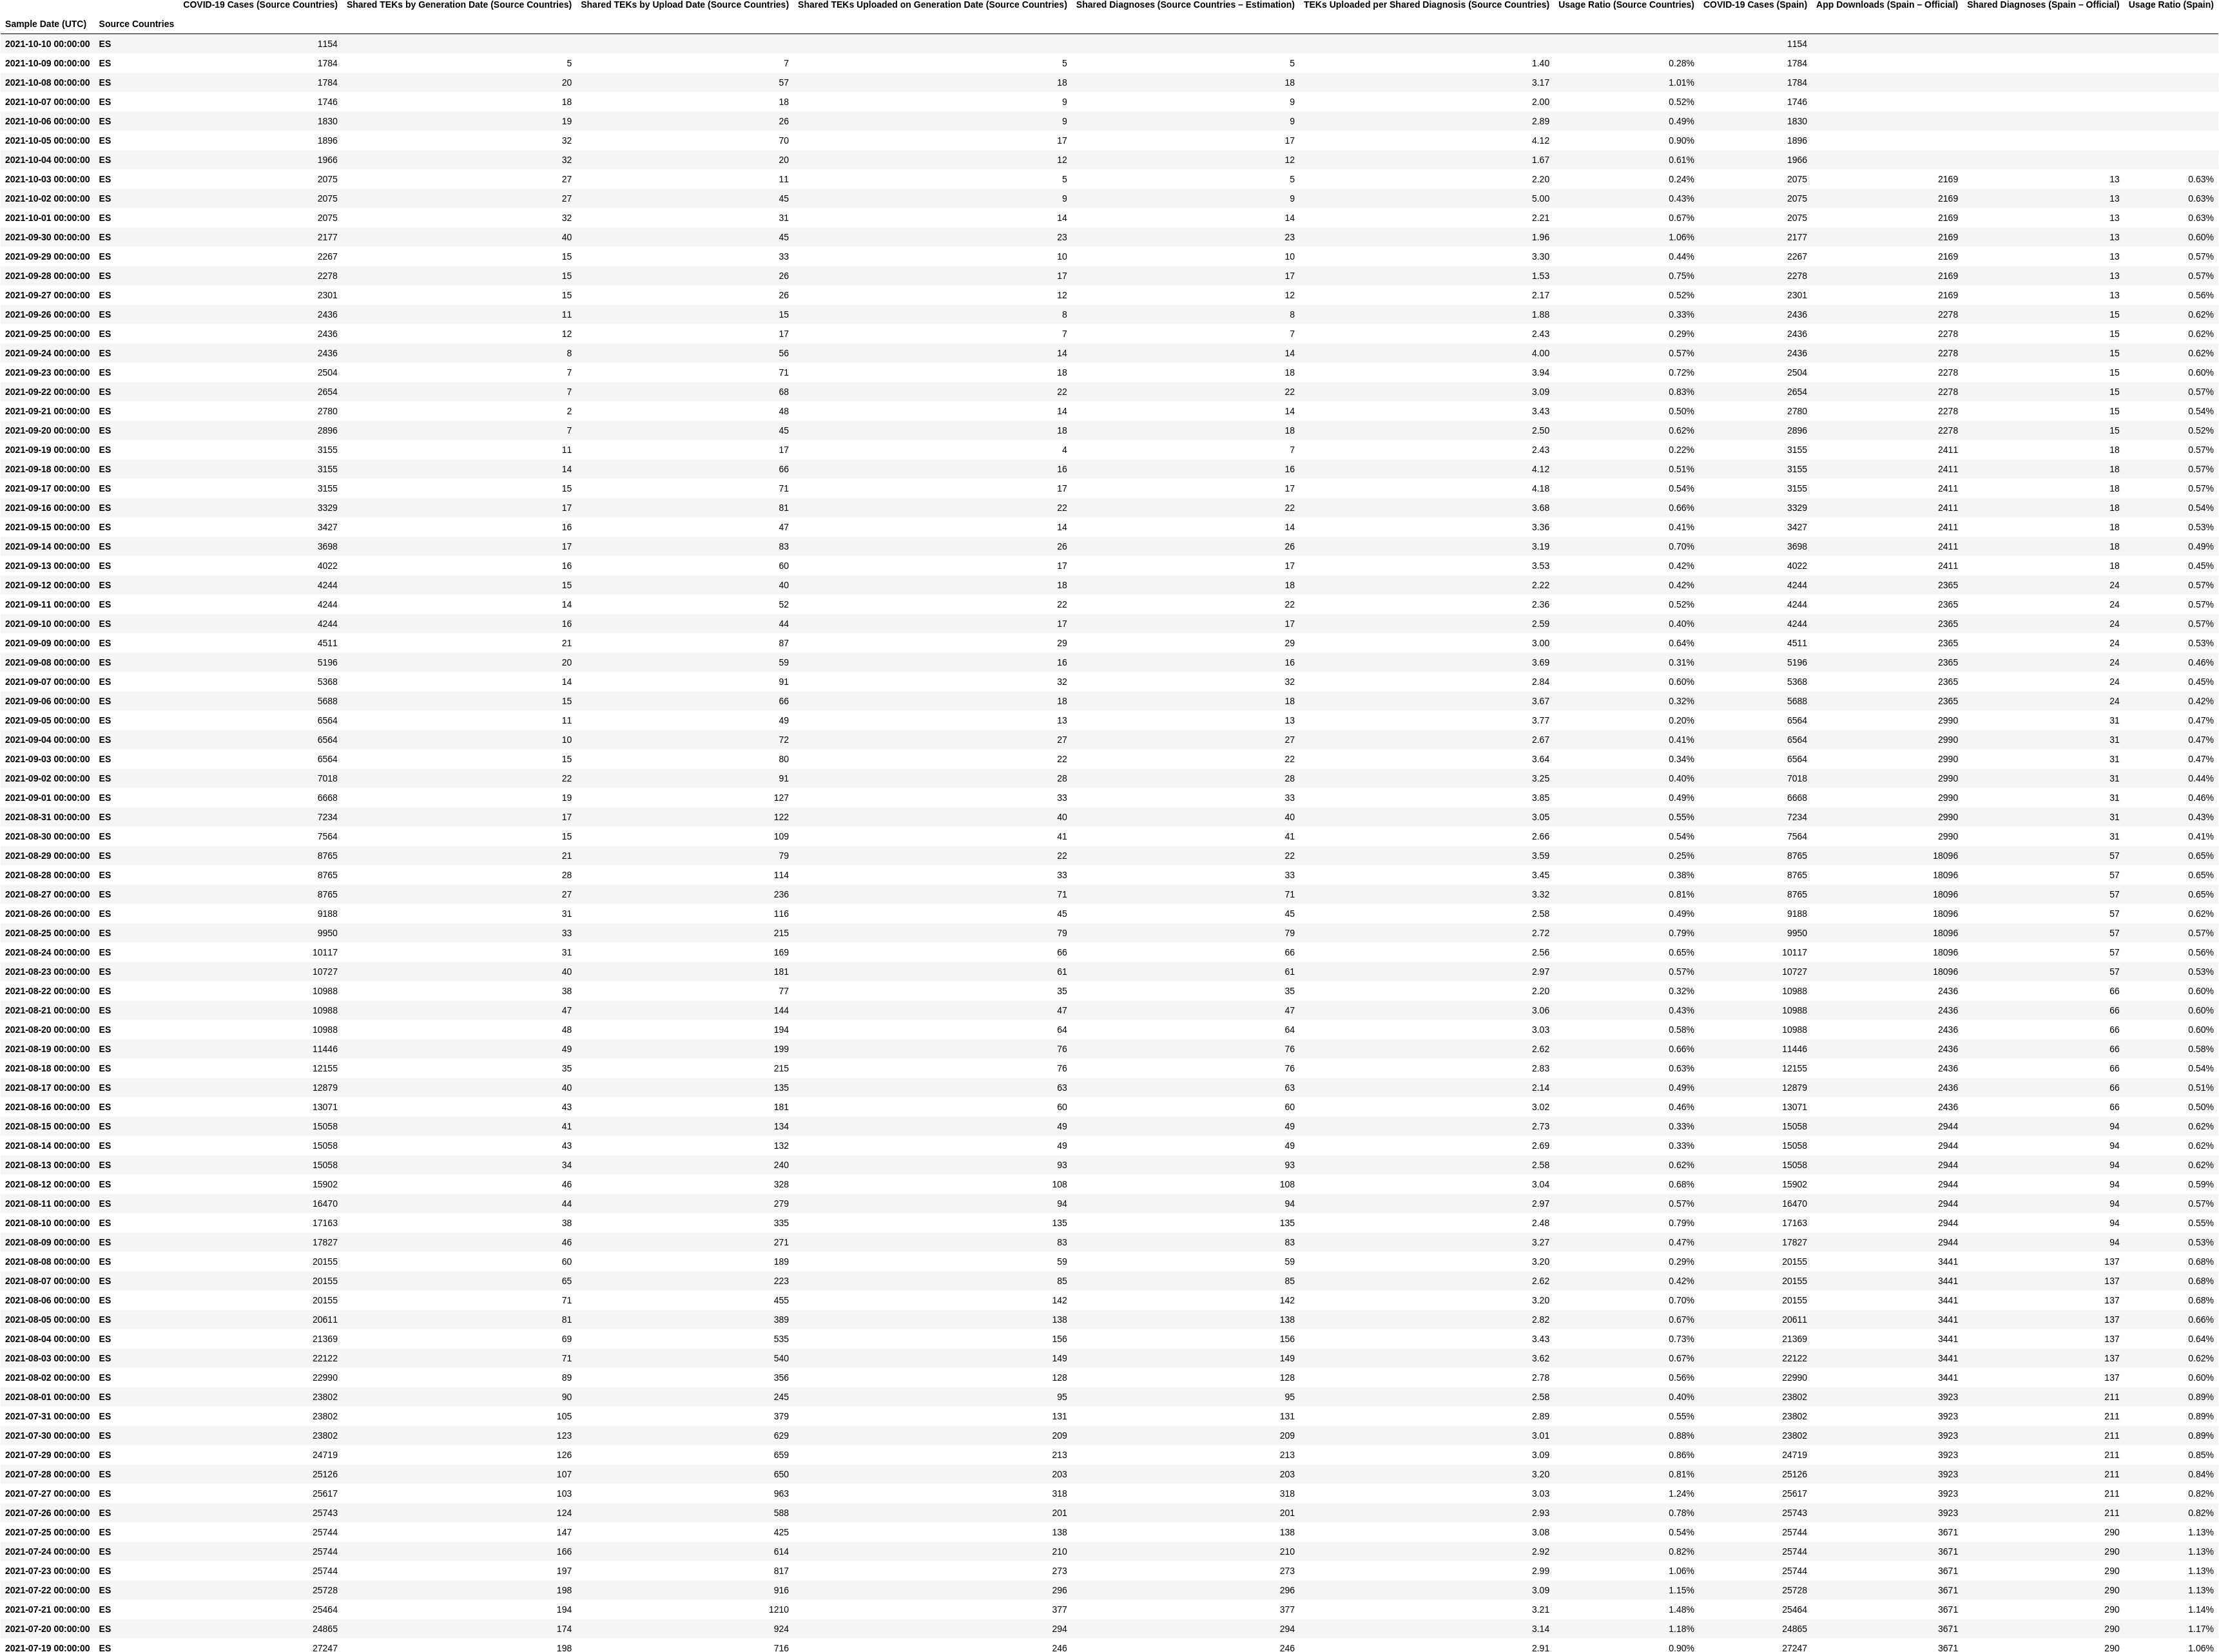 COVID-19 Cases (Source Countries) Shared TEKs by Generation Date (Source Countries) Shared TEKs by Upload Date (Source Countries) Shared TEKs Uploaded on Generation Date (Source Countries) Shared Diagnoses (Source Countries – Estimation) TEKs Uploaded per Shared Diagnosis (Source Countries) Usage Ratio (Source Countries) COVID-19 Cases (Spain) App Downloads (Spain – Official) Shared Diagnoses (Spain – Official) Usage Ratio (Spain)
Sample Date (UTC) Source Countries
2021-10-10 00:00:00 ES 1154 1154
2021-10-09 00:00:00 ES 1784 5 7 5 5 1.40 0.28% 1784
2021-10-08 00:00:00 ES 1784 20 57 18 18 3.17 1.01% 1784
2021-10-07 00:00:00 ES 1746 18 18 9 9 2.00 0.52% 1746
2021-10-06 00:00:00 ES 1830 19 26 9 9 2.89 0.49% 1830
2021-10-05 00:00:00 ES 1896 32 70 17 17 4.12 0.90% 1896
2021-10-04 00:00:00 ES 1966 32 20 12 12 1.67 0.61% 1966
2021-10-03 00:00:00 ES 2075 27 11 5 5 2.20 0.24% 2075 2169 13 0.63%
2021-10-02 00:00:00 ES 2075 27 45 9 9 5.00 0.43% 2075 2169 13 0.63%
2021-10-01 00:00:00 ES 2075 32 31 14 14 2.21 0.67% 2075 2169 13 0.63%
2021-09-30 00:00:00 ES 2177 40 45 23 23 1.96 1.06% 2177 2169 13 0.60%
2021-09-29 00:00:00 ES 2267 15 33 10 10 3.30 0.44% 2267 2169 13 0.57%
2021-09-28 00:00:00 ES 2278 15 26 17 17 1.53 0.75% 2278 2169 13 0.57%
2021-09-27 00:00:00 ES 2301 15 26 12 12 2.17 0.52% 2301 2169 13 0.56%
2021-09-26 00:00:00 ES 2436 11 15 8 8 1.88 0.33% 2436 2278 15 0.62%
2021-09-25 00:00:00 ES 2436 12 17 7 7 2.43 0.29% 2436 2278 15 0.62%
2021-09-24 00:00:00 ES 2436 8 56 14 14 4.00 0.57% 2436 2278 15 0.62%
2021-09-23 00:00:00 ES 2504 7 71 18 18 3.94 0.72% 2504 2278 15 0.60%
2021-09-22 00:00:00 ES 2654 7 68 22 22 3.09 0.83% 2654 2278 15 0.57%
2021-09-21 00:00:00 ES 2780 2 48 14 14 3.43 0.50% 2780 2278 15 0.54%
2021-09-20 00:00:00 ES 2896 7 45 18 18 2.50 0.62% 2896 2278 15 0.52%
2021-09-19 00:00:00 ES 3155 11 17 4 7 2.43 0.22% 3155 2411 18 0.57%
2021-09-18 00:00:00 ES 3155 14 66 16 16 4.12 0.51% 3155 2411 18 0.57%
2021-09-17 00:00:00 ES 3155 15 71 17 17 4.18 0.54% 3155 2411 18 0.57%
2021-09-16 00:00:00 ES 3329 17 81 22 22 3.68 0.66% 3329 2411 18 0.54%
2021-09-15 00:00:00 ES 3427 16 47 14 14 3.36 0.41% 3427 2411 18 0.53%
2021-09-14 00:00:00 ES 3698 17 83 26 26 3.19 0.70% 3698 2411 18 0.49%
2021-09-13 00:00:00 ES 4022 16 60 17 17 3.53 0.42% 4022 2411 18 0.45%
2021-09-12 00:00:00 ES 4244 15 40 18 18 2.22 0.42% 4244 2365 24 0.57%
2021-09-11 00:00:00 ES 4244 14 52 22 22 2.36 0.52% 4244 2365 24 0.57%
2021-09-10 00:00:00 ES 4244 16 44 17 17 2.59 0.40% 4244 2365 24 0.57%
2021-09-09 00:00:00 ES 4511 21 87 29 29 3.00 0.64% 4511 2365 24 0.53%
2021-09-08 00:00:00 ES 5196 20 59 16 16 3.69 0.31% 5196 2365 24 0.46%
2021-09-07 00:00:00 ES 5368 14 91 32 32 2.84 0.60% 5368 2365 24 0.45%
2021-09-06 00:00:00 ES 5688 15 66 18 18 3.67 0.32% 5688 2365 24 0.42%
2021-09-05 00:00:00 ES 6564 11 49 13 13 3.77 0.20% 6564 2990 31 0.47%
2021-09-04 00:00:00 ES 6564 10 72 27 27 2.67 0.41% 6564 2990 31 0.47%
2021-09-03 00:00:00 ES 6564 15 80 22 22 3.64 0.34% 6564 2990 31 0.47%
2021-09-02 00:00:00 ES 7018 22 91 28 28 3.25 0.40% 7018 2990 31 0.44%
2021-09-01 00:00:00 ES 6668 19 127 33 33 3.85 0.49% 6668 2990 31 0.46%
2021-08-31 00:00:00 ES 7234 17 122 40 40 3.05 0.55% 7234 2990 31 0.43%
2021-08-30 00:00:00 ES 7564 15 109 41 41 2.66 0.54% 7564 2990 31 0.41%
2021-08-29 00:00:00 ES 8765 21 79 22 22 3.59 0.25% 8765 18096 57 0.65%
2021-08-28 00:00:00 ES 8765 28 114 33 33 3.45 0.38% 8765 18096 57 0.65%
2021-08-27 00:00:00 ES 8765 27 236 71 71 3.32 0.81% 8765 18096 57 0.65%
2021-08-26 00:00:00 ES 9188 31 116 45 45 2.58 0.49% 9188 18096 57 0.62%
2021-08-25 00:00:00 ES 9950 33 215 79 79 2.72 0.79% 9950 18096 57 0.57%
2021-08-24 00:00:00 ES 10117 31 169 66 66 2.56 0.65% 10117 18096 57 0.56%
2021-08-23 00:00:00 ES 10727 40 181 61 61 2.97 0.57% 10727 18096 57 0.53%
2021-08-22 00:00:00 ES 10988 38 77 35 35 2.20 0.32% 10988 2436 66 0.60%
2021-08-21 00:00:00 ES 10988 47 144 47 47 3.06 0.43% 10988 2436 66 0.60%
2021-08-20 00:00:00 ES 10988 48 194 64 64 3.03 0.58% 10988 2436 66 0.60%
2021-08-19 00:00:00 ES 11446 49 199 76 76 2.62 0.66% 11446 2436 66 0.58%
2021-08-18 00:00:00 ES 12155 35 215 76 76 2.83 0.63% 12155 2436 66 0.54%
2021-08-17 00:00:00 ES 12879 40 135 63 63 2.14 0.49% 12879 2436 66 0.51%
2021-08-16 00:00:00 ES 13071 43 181 60 60 3.02 0.46% 13071 2436 66 0.50%
2021-08-15 00:00:00 ES 15058 41 134 49 49 2.73 0.33% 15058 2944 94 0.62%
2021-08-14 00:00:00 ES 15058 43 132 49 49 2.69 0.33% 15058 2944 94 0.62%
2021-08-13 00:00:00 ES 15058 34 240 93 93 2.58 0.62% 15058 2944 94 0.62%
2021-08-12 00:00:00 ES 15902 46 328 108 108 3.04 0.68% 15902 2944 94 0.59%
2021-08-11 00:00:00 ES 16470 44 279 94 94 2.97 0.57% 16470 2944 94 0.57%
2021-08-10 00:00:00 ES 17163 38 335 135 135 2.48 0.79% 17163 2944 94 0.55%
2021-08-09 00:00:00 ES 17827 46 271 83 83 3.27 0.47% 17827 2944 94 0.53%
2021-08-08 00:00:00 ES 20155 60 189 59 59 3.20 0.29% 20155 3441 137 0.68%
2021-08-07 00:00:00 ES 20155 65 223 85 85 2.62 0.42% 20155 3441 137 0.68%
2021-08-06 00:00:00 ES 20155 71 455 142 142 3.20 0.70% 20155 3441 137 0.68%
2021-08-05 00:00:00 ES 20611 81 389 138 138 2.82 0.67% 20611 3441 137 0.66%
2021-08-04 00:00:00 ES 21369 69 535 156 156 3.43 0.73% 21369 3441 137 0.64%
2021-08-03 00:00:00 ES 22122 71 540 149 149 3.62 0.67% 22122 3441 137 0.62%
2021-08-02 00:00:00 ES 22990 89 356 128 128 2.78 0.56% 22990 3441 137 0.60%
2021-08-01 00:00:00 ES 23802 90 245 95 95 2.58 0.40% 23802 3923 211 0.89%
2021-07-31 00:00:00 ES 23802 105 379 131 131 2.89 0.55% 23802 3923 211 0.89%
2021-07-30 00:00:00 ES 23802 123 629 209 209 3.01 0.88% 23802 3923 211 0.89%
2021-07-29 00:00:00 ES 24719 126 659 213 213 3.09 0.86% 24719 3923 211 0.85%
2021-07-28 00:00:00 ES 25126 107 650 203 203 3.20 0.81% 25126 3923 211 0.84%
2021-07-27 00:00:00 ES 25617 103 963 318 318 3.03 1.24% 25617 3923 211 0.82%
2021-07-26 00:00:00 ES 25743 124 588 201 201 2.93 0.78% 25743 3923 211 0.82%
2021-07-25 00:00:00 ES 25744 147 425 138 138 3.08 0.54% 25744 3671 290 1.13%
2021-07-24 00:00:00 ES 25744 166 614 210 210 2.92 0.82% 25744 3671 290 1.13%
2021-07-23 00:00:00 ES 25744 197 817 273 273 2.99 1.06% 25744 3671 290 1.13%
2021-07-22 00:00:00 ES 25728 198 916 296 296 3.09 1.15% 25728 3671 290 1.13%
2021-07-21 00:00:00 ES 25464 194 1210 377 377 3.21 1.48% 25464 3671 290 1.14%
2021-07-20 00:00:00 ES 24865 174 924 294 294 3.14 1.18% 24865 3671 290 1.17%
2021-07-19 00:00:00 ES 27247 198 716 246 246 2.91 0.90% 27247 3671 290 1.06%